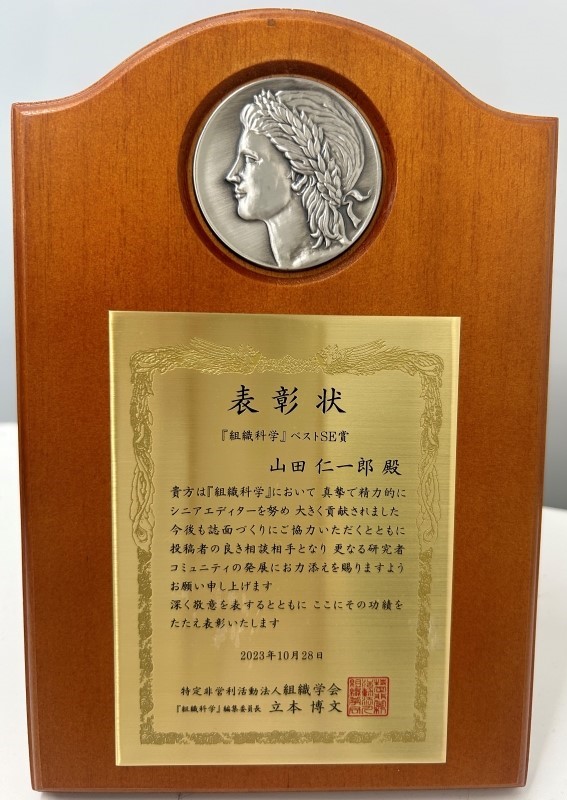 表彰状
『組織科学』ベストSE賞
山田 仁一郎 殿
貴方は『組織科学』において 真摯で精力的に
シニアエディターを努め 大きく貢献されました
今後も誌面づくりにご協力いただくとともに
投稿者の良き相談相手となり 更なる研究者
コミュニティの発展にお力添えを賜りますよう
お願い申し上げます
深く敬意を表するとともに ここにその功績を
たたえ表彰いたします
2023年10月28日
特定非営利活動法人 組織学会
『組織科学』編集委員長 立本 博文